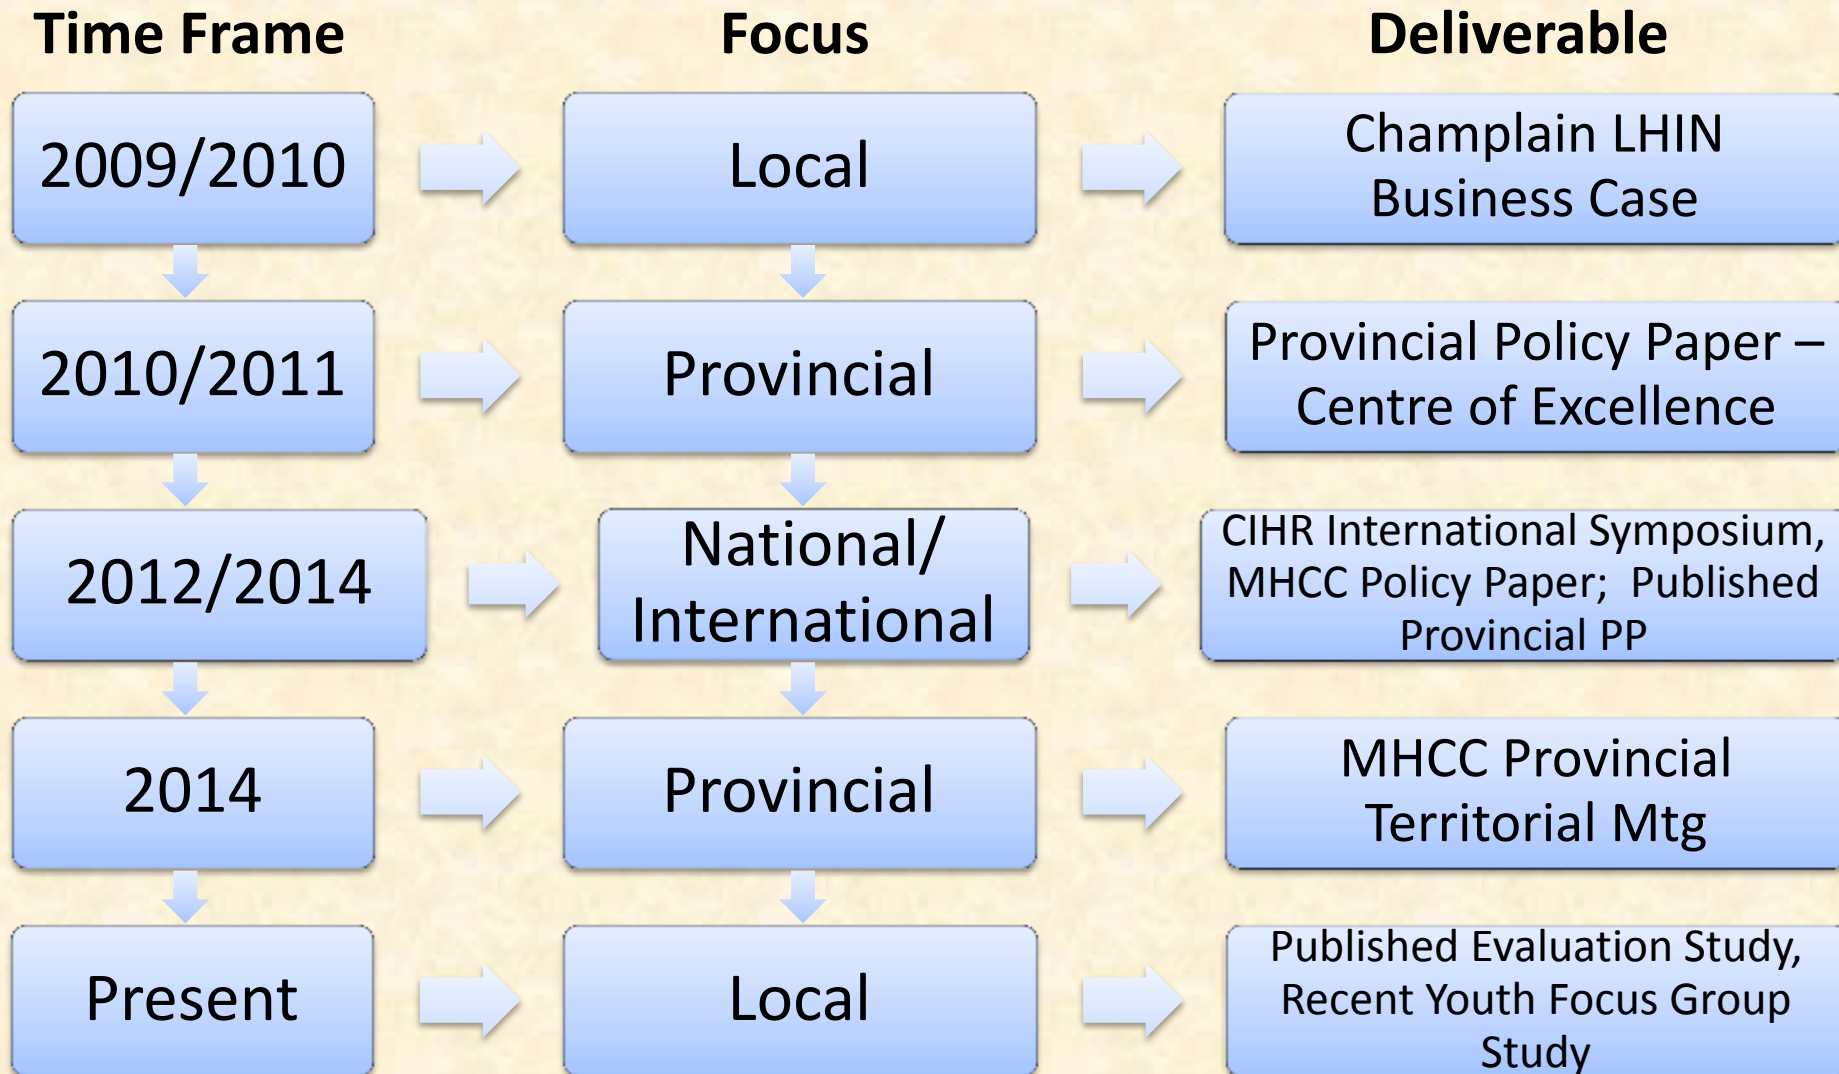 Time Frame
Focus
Deliverable
2009/2010
Local
Champlain LHIN
Business Case
2010/2011
Provincial
Provincial Policy Paper –
Centre of Excellence
2012/2014
National/
International
CIHR International Symposium,
MHCC Policy Paper;  Published
Provincial PP
2014
Provincial
MHCC Provincial
Territorial Mtg
Present
Local
Published Evaluation Study,
Recent Youth Focus Group
Study